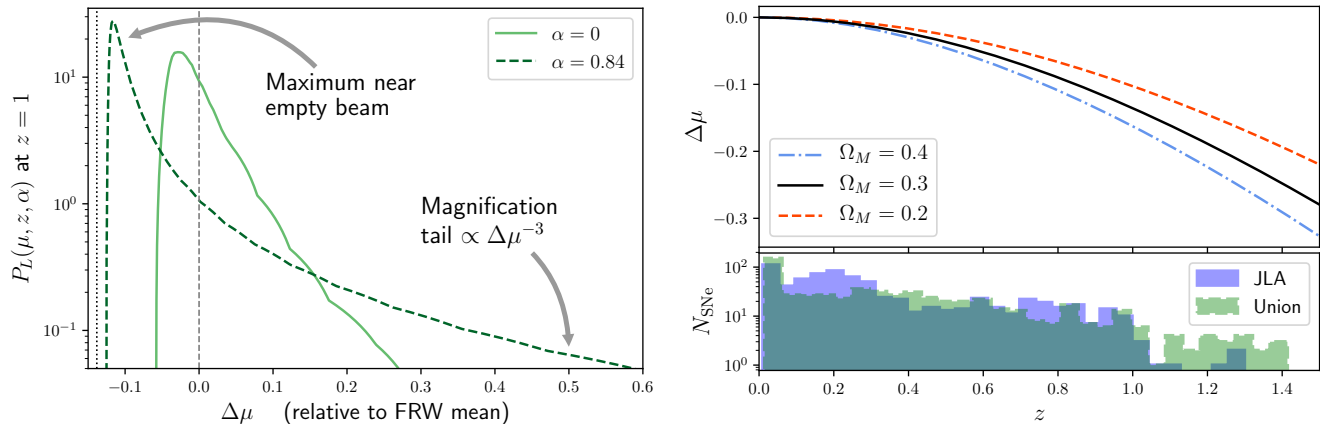 P_L(μ, z, α) at z = 1
10^1
10^0
10^{-1}
α = 0
α = 0.84
Maximum near
empty beam
Magnification
tail ∝ Δμ^{-3}
−0.1
0.0
0.1
0.2
0.3
0.4
0.5
0.6
Δμ (relative to FRW mean)
0.0
−0.1
−0.2
−0.3
Δμ
Ω_M = 0.4
Ω_M = 0.3
Ω_M = 0.2
10^2
10^1
10^0
N_SNe
JLA
Union
0.0
0.2
0.4
0.6
0.8
1.0
1.2
1.4
z